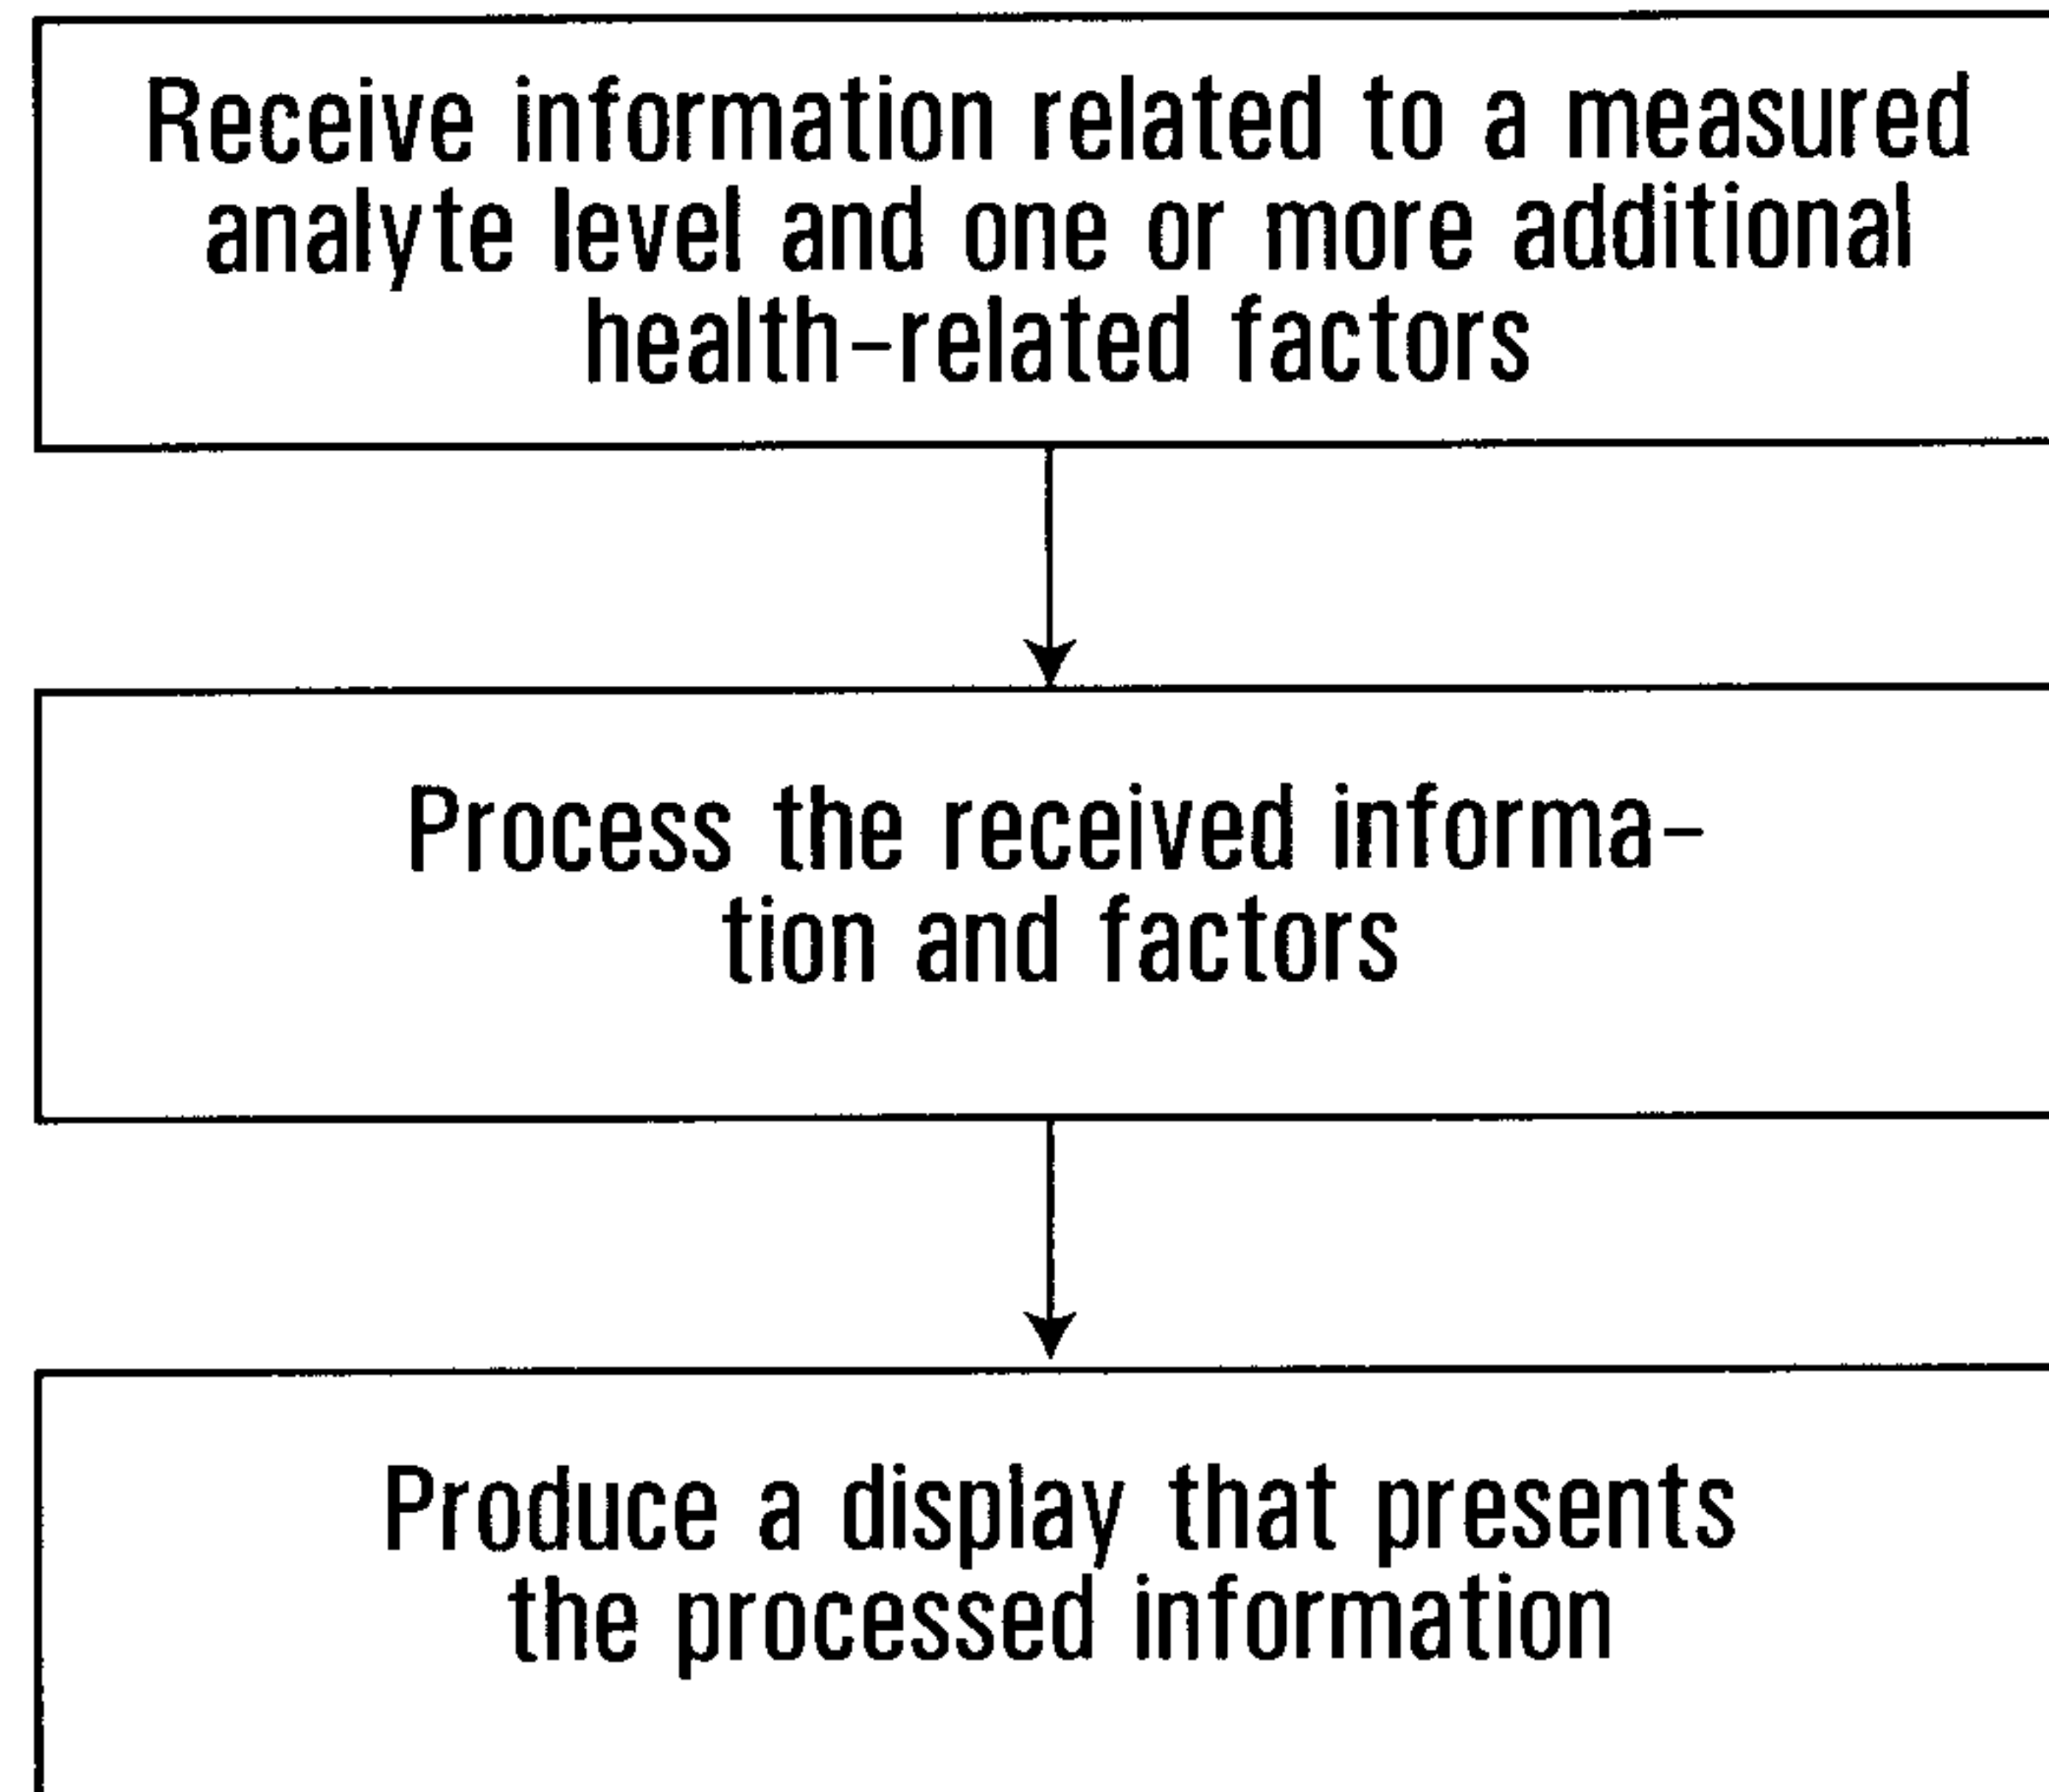 Receive information related to a measured
analyte level and one or more additional
health-related factors
Process the received informa-
tion and factors
Produce a display that presents
the processed information